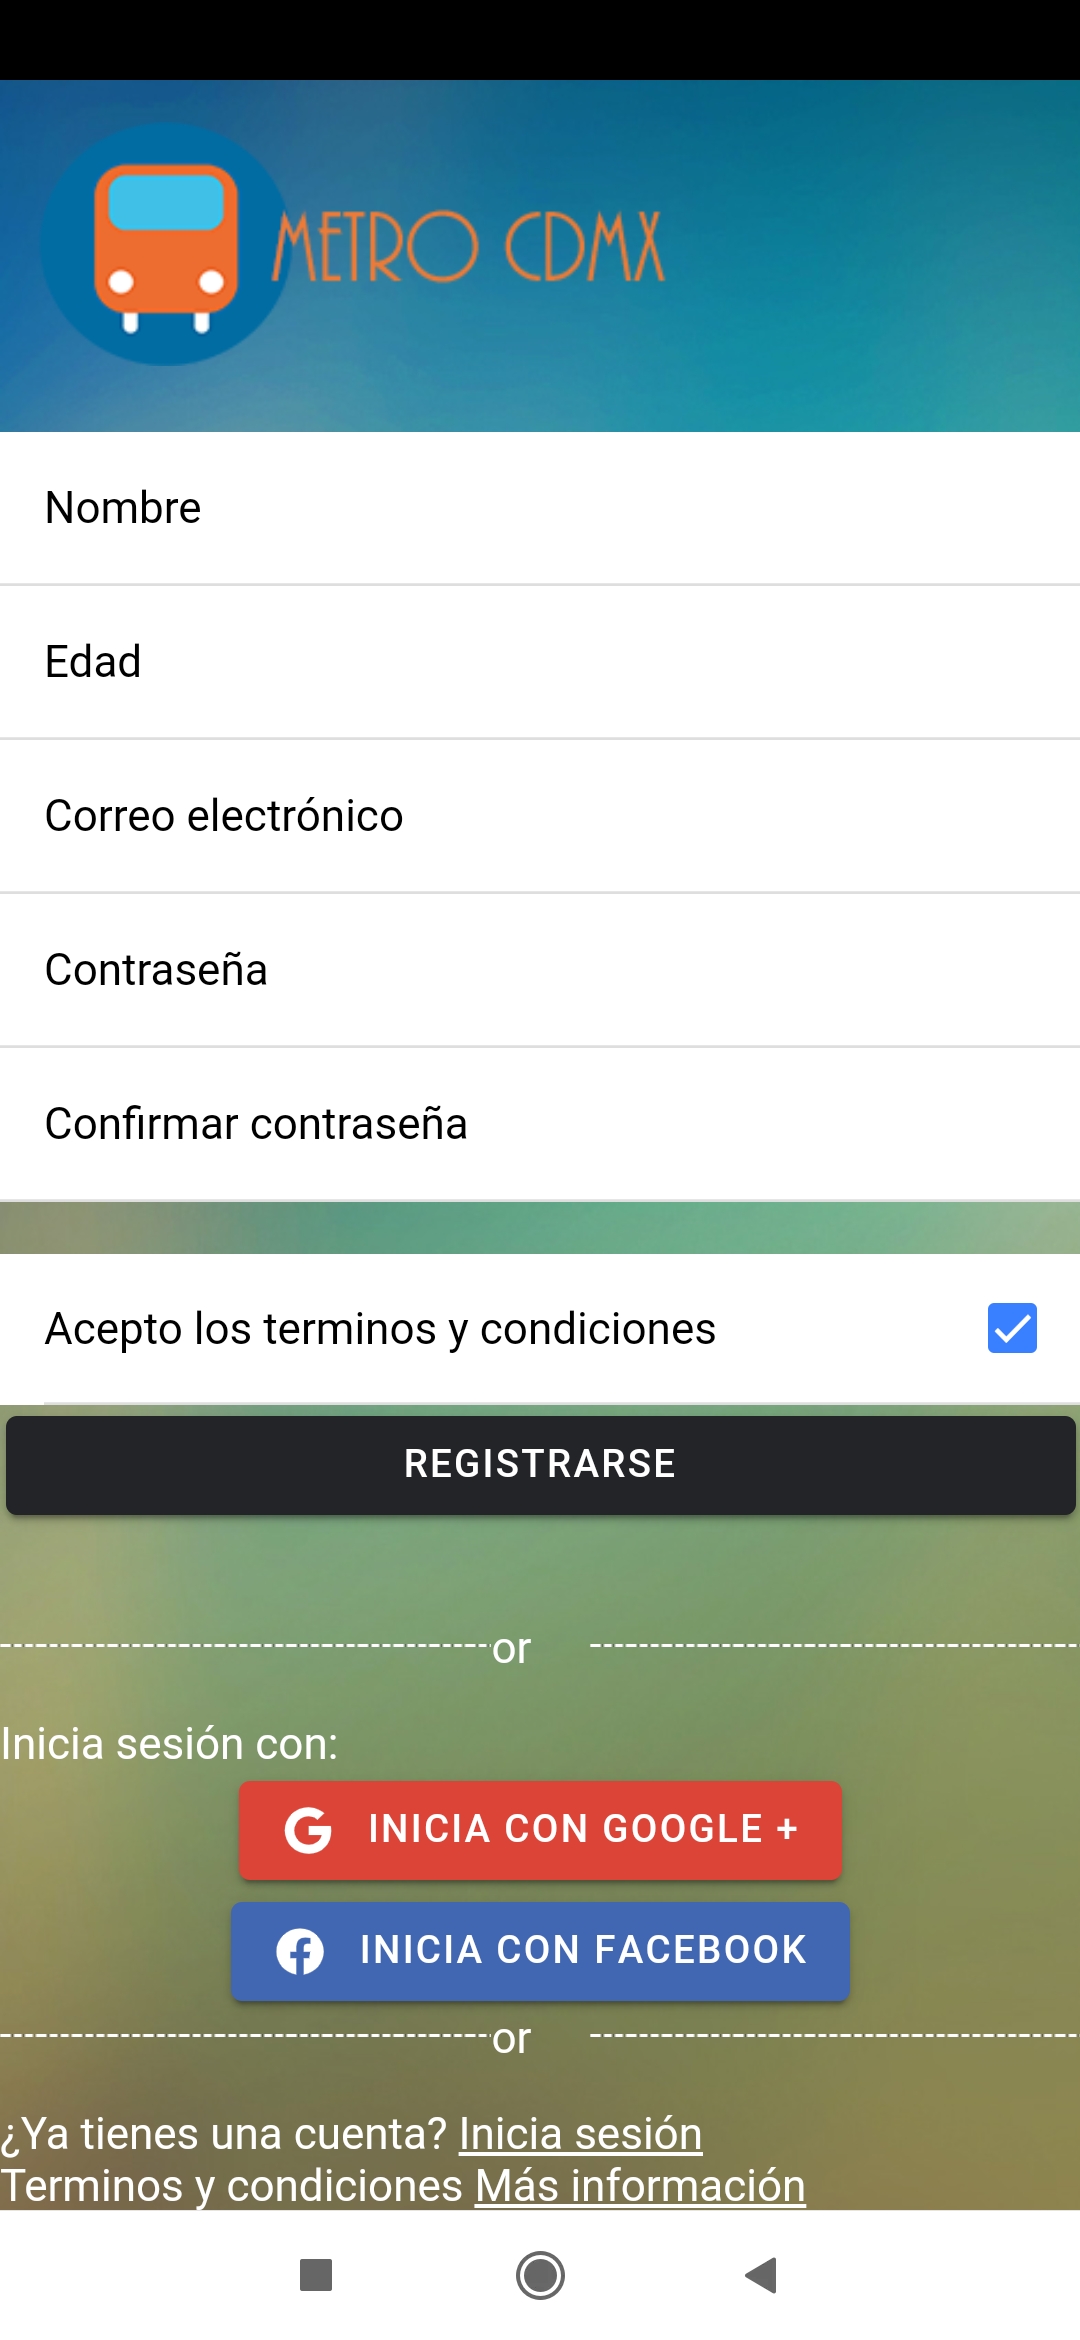 METRO CDMX
Nombre
Edad
Correo electrónico
Contraseña
Confirmar contraseña
Acepto los terminos y condiciones
REGISTRARSE
-------------------------------------------------or -------------------------------------------------
Inicia sesión con:
INICIA CON GOOGLE +
INICIA CON FACEBOOK
-------------------------------------------------or -------------------------------------------------
¿Ya tienes una cuenta? Inicia sesión
Terminos y condiciones Más información